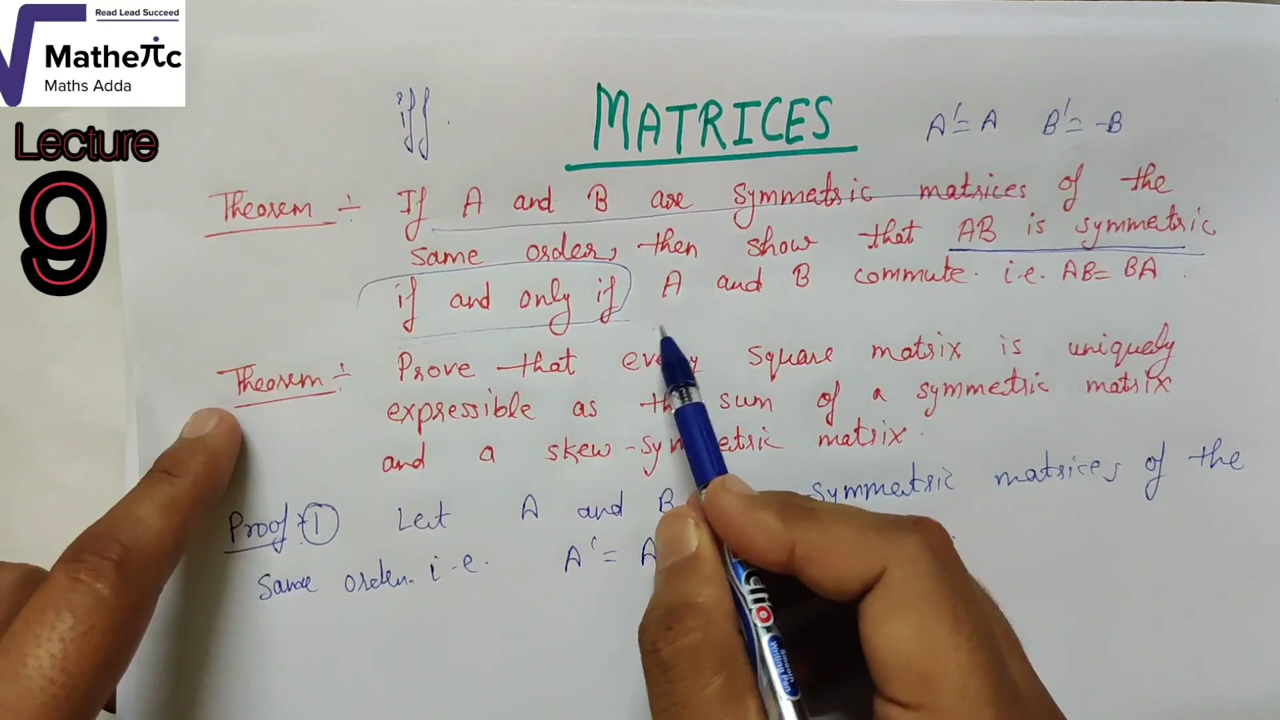 Read Lead Succeed
Matheπc
Maths Adda
Lecture
9
iff.
MATRICES
A' = A B' = -B
Theorem :- If A and B are symmetric matrices of the
same order, then show that AB is symmetric
if and only if A and B commute. i.e. AB = BA.
Theorem :- Prove that every square matrix is uniquely
expressible as the sum of a symmetric matrix
and a skew-symmetric matrix.
Proof :- 1 Let A and B symmetric matrices of the
Same order. i.e. A' = A
Smooth Writing Pen